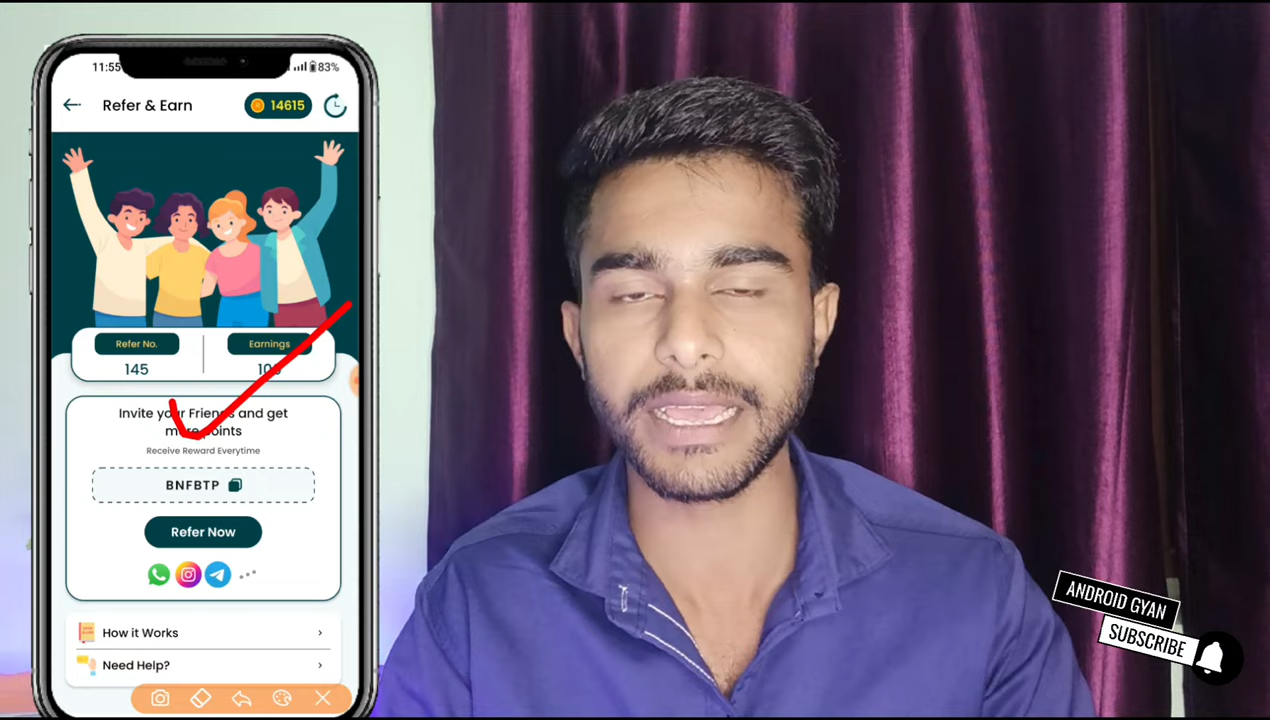 11:55
83%
Refer & Earn
14615
Refer No.
Earnings
145
Invite your Friends and get
more points
Receive Reward Everytime
BNFBTP
Refer Now
How it Works
Need Help?
ANDROID GYAN
SUBSCRIBE